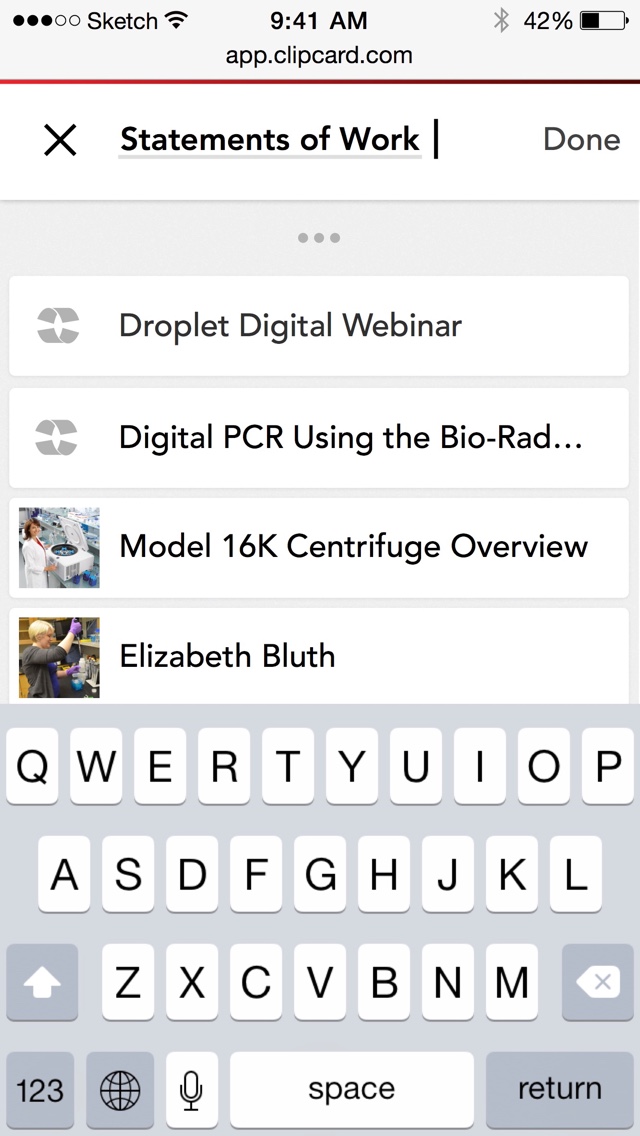 Sketch 9:41 AM 42%
app.clipcard.com
Statements of Work Done
Droplet Digital Webinar
Digital PCR Using the Bio-Rad...
Model 16K Centrifuge Overview
Elizabeth Bluth
Q W E R T Y U I O P
A S D F G H J K L
Z X C V B N M
123 space return